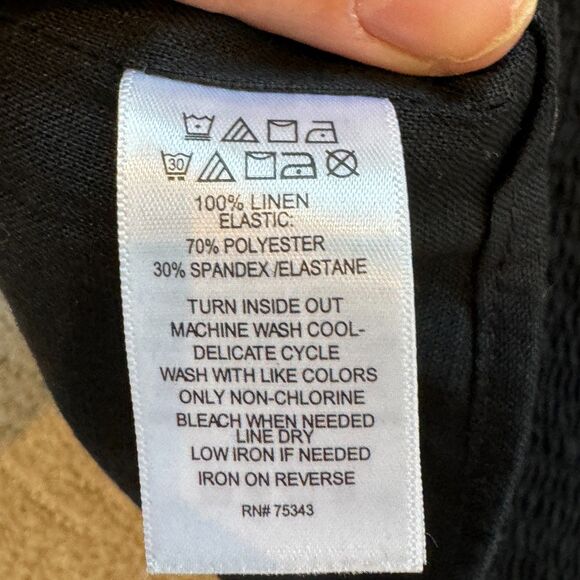 30
100% LINEN
ELASTIC:
70% POLYESTER
30% SPANDEX /ELASTANE
TURN INSIDE OUT
MACHINE WASH COOL-
DELICATE CYCLE
WASH WITH LIKE COLORS
ONLY NON-CHLORINE
BLEACH WHEN NEEDED
LINE DRY
LOW IRON IF NEEDED
IRON ON REVERSE
RN# 75343